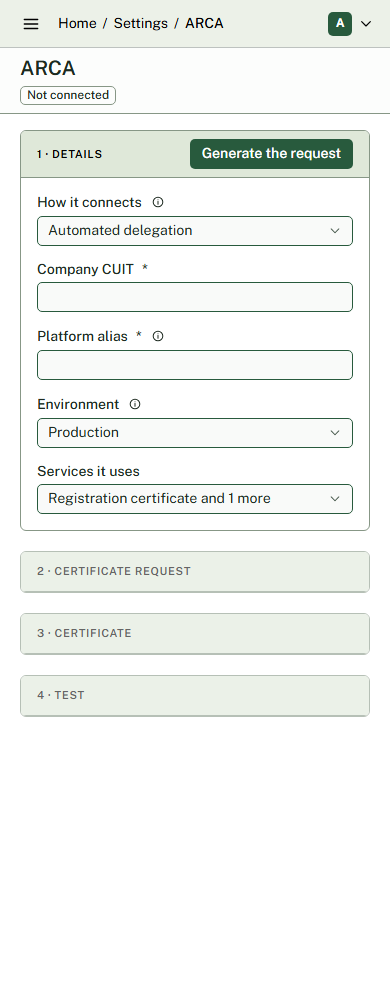 Home / Settings / ARCA
A
ARCA
Not connected
1 · DETAILS
Generate the request
How it connects
Automated delegation
Company CUIT *
Platform alias *
Environment
Production
Services it uses
Registration certificate and 1 more
2 · CERTIFICATE REQUEST
3 · CERTIFICATE
4 · TEST